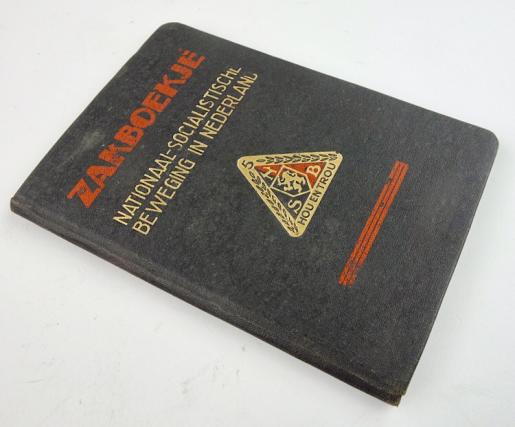 ZAKBOEKJE
NATIONAAL-SOCIALISTISCHE
BEWEGING IN NEDERLAND
N
S
B
HOU EN TROU